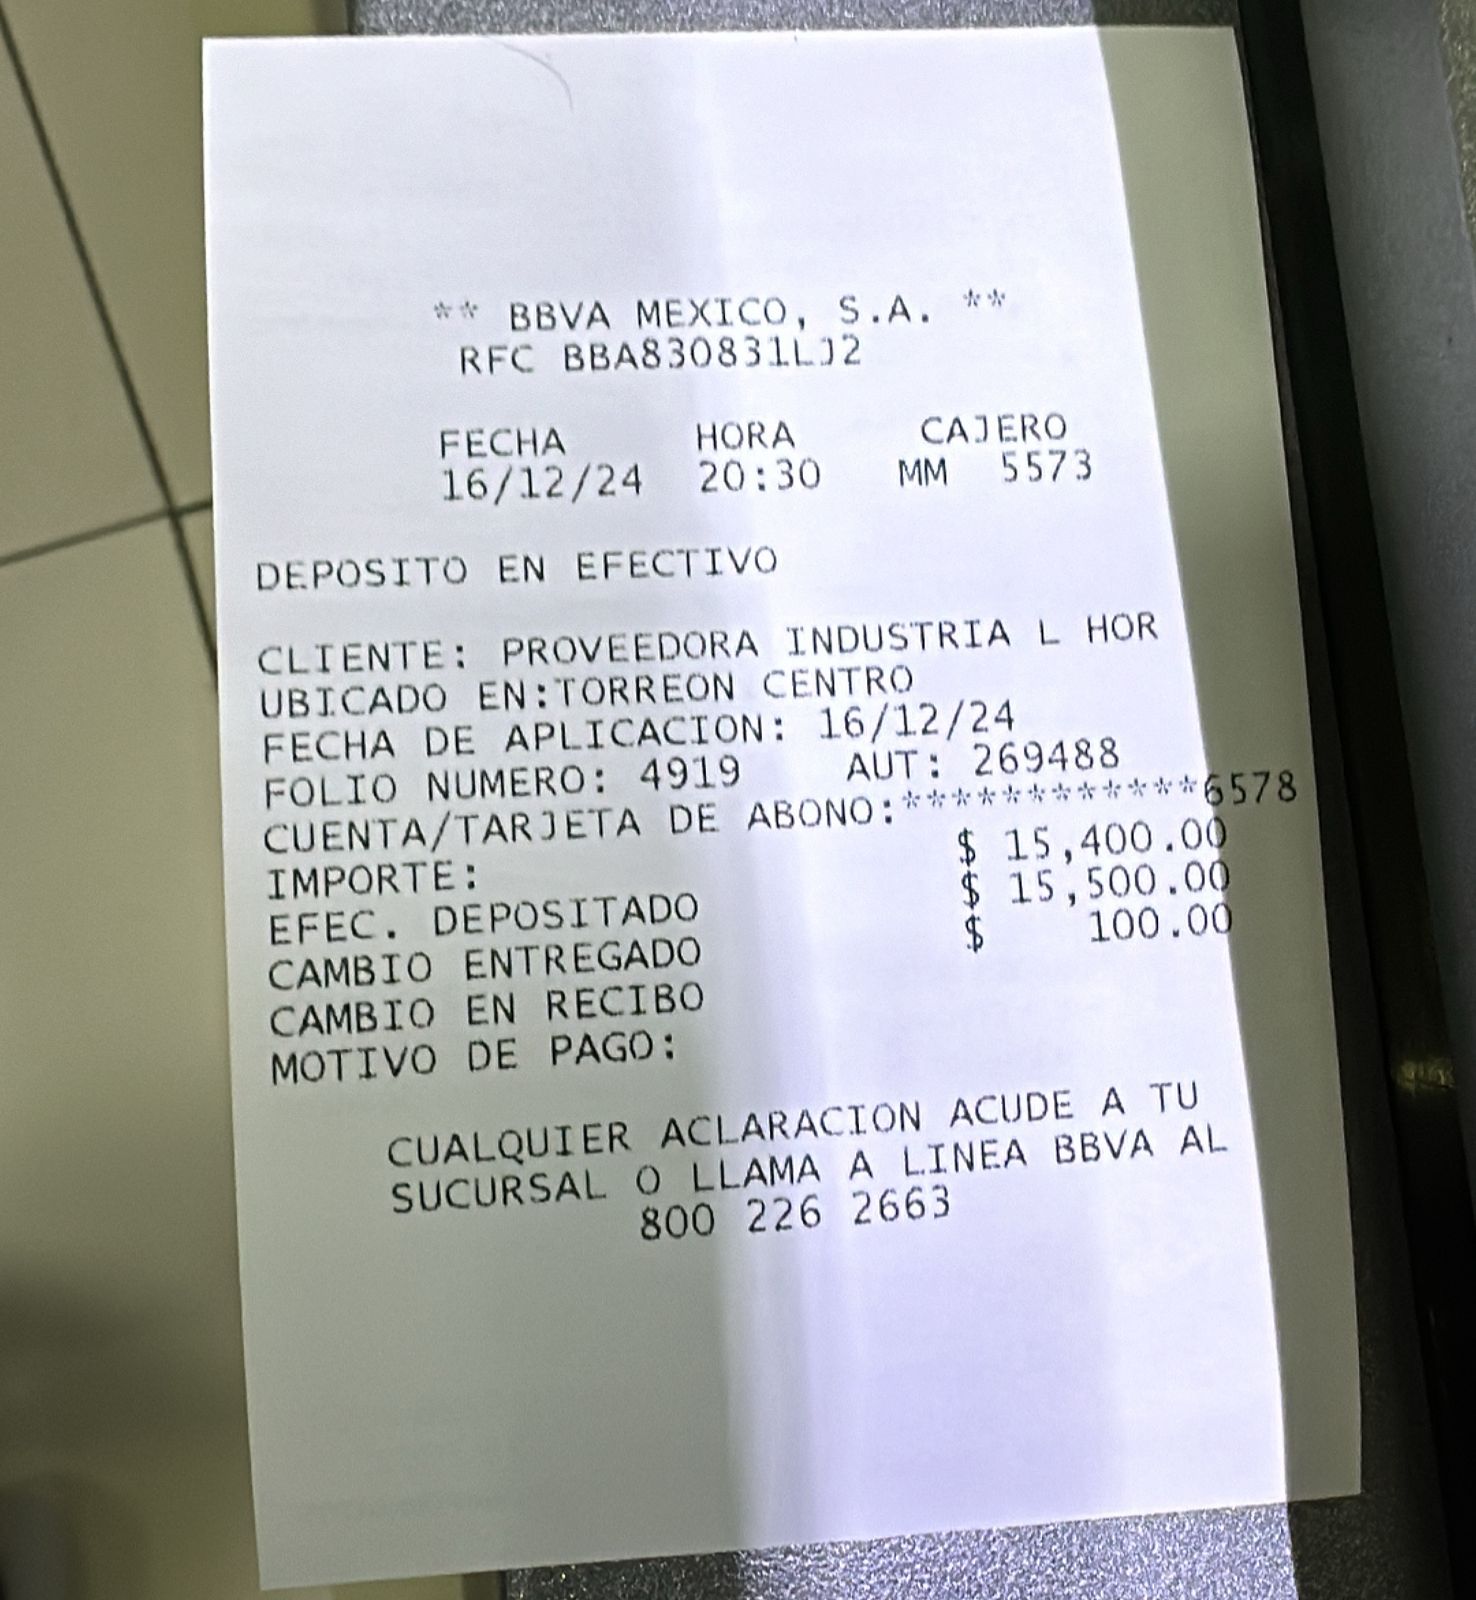 ** BBVA MEXICO, S.A. **
RFC BBA830831LJ2
FECHA HORA CAJERO
16/12/24 20:30 MM 5573
DEPOSITO EN EFECTIVO
CLIENTE: PROVEEDORA INDUSTRIA L HOR
UBICADO EN:TORREON CENTRO
FECHA DE APLICACION: 16/12/24
FOLIO NUMERO: 4919 AUT: 269488
CUENTA/TARJETA DE ABONO:************6578
IMPORTE: $ 15,400.00
EFEC. DEPOSITADO $ 15,500.00
CAMBIO ENTREGADO $ 100.00
CAMBIO EN RECIBO
MOTIVO DE PAGO:
CUALQUIER ACLARACION ACUDE A TU
SUCURSAL O LLAMA A LINEA BBVA AL
800 226 2663